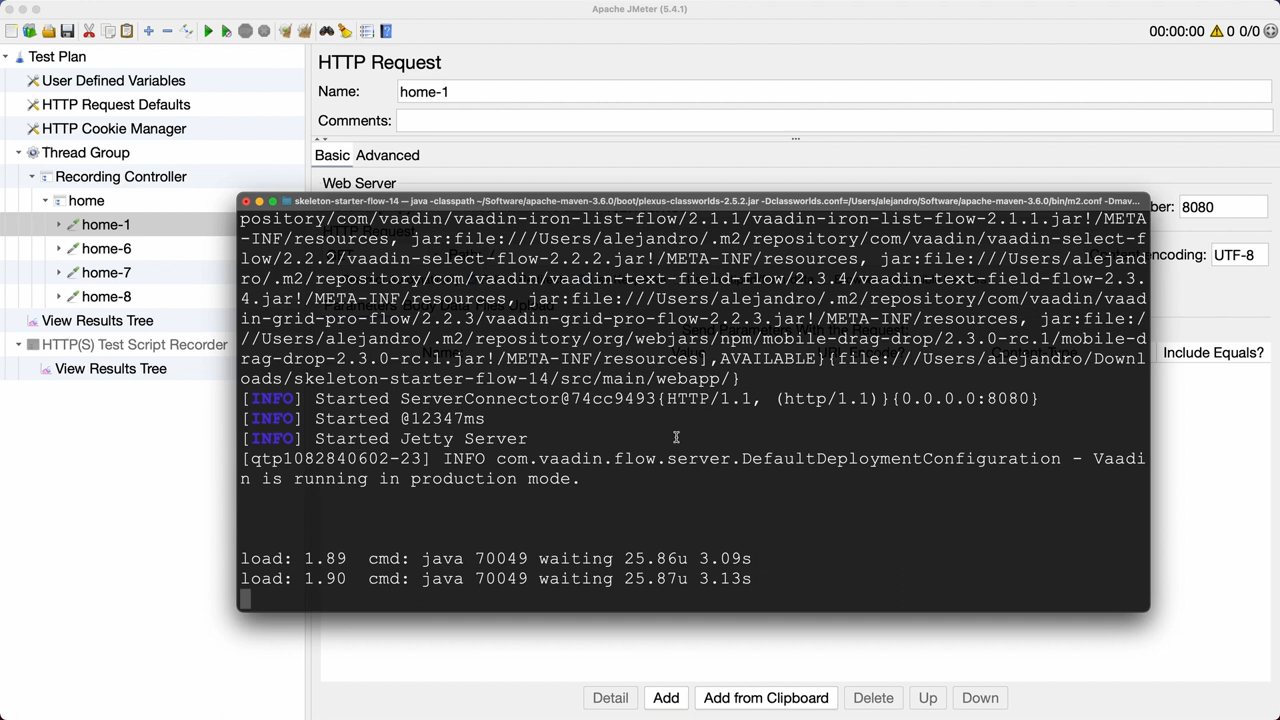 Apache JMeter (5.4.1)
00:00:00 0 0/0
Test Plan
User Defined Variables
HTTP Request Defaults
HTTP Cookie Manager
Thread Group
Recording Controller
home
home-1
home-6
home-7
home-8
View Results Tree
HTTP(S) Test Script Recorder
View Results Tree
HTTP Request
Name: home-1
Comments:
Basic Advanced
Web Server
ber: 8080
encoding: UTF-8
Include Equals?
skeleton-starter-flow-14 — java -classpath ~/Software/apache-maven-3.6.0/boot/plexus-classworlds-2.5.2.jar -Dclassworlds.conf=/Users/alejandro/Software/apache-maven-3.6.0/bin/m2.conf -Dmav...
pository/com/vaadin/vaadin-iron-list-flow/2.1.1/vaadin-iron-list-flow-2.1.1.jar!/META
-INF/resources, jar:file:///Users/alejandro/.m2/repository/com/vaadin/vaadin-select-f
low/2.2.2/vaadin-select-flow-2.2.2.jar!/META-INF/resources, jar:file:///Users/alejand
ro/.m2/repository/com/vaadin/vaadin-text-field-flow/2.3.4/vaadin-text-field-flow-2.3.
4.jar!/META-INF/resources, jar:file:///Users/alejandro/.m2/repository/com/vaadin/vaad
in-grid-pro-flow/2.2.3/vaadin-grid-pro-flow-2.2.3.jar!/META-INF/resources, jar:file:/
//Users/alejandro/.m2/repository/org/webjars/npm/mobile-drag-drop/2.3.0-rc.1/mobile-d
rag-drop-2.3.0-rc.1.jar!/META-INF/resources],AVAILABLE}{file:///Users/alejandro/Downl
oads/skeleton-starter-flow-14/src/main/webapp/}
[INFO] Started ServerConnector@74cc9493{HTTP/1.1, (http/1.1)}{0.0.0.0:8080}
[INFO] Started @12347ms
[INFO] Started Jetty Server
[qtp1082840602-23] INFO com.vaadin.flow.server.DefaultDeploymentConfiguration - Vaadi
n is running in production mode.
load: 1.89 cmd: java 70049 waiting 25.86u 3.09s
load: 1.90 cmd: java 70049 waiting 25.87u 3.13s
Detail Add Add from Clipboard Delete Up Down